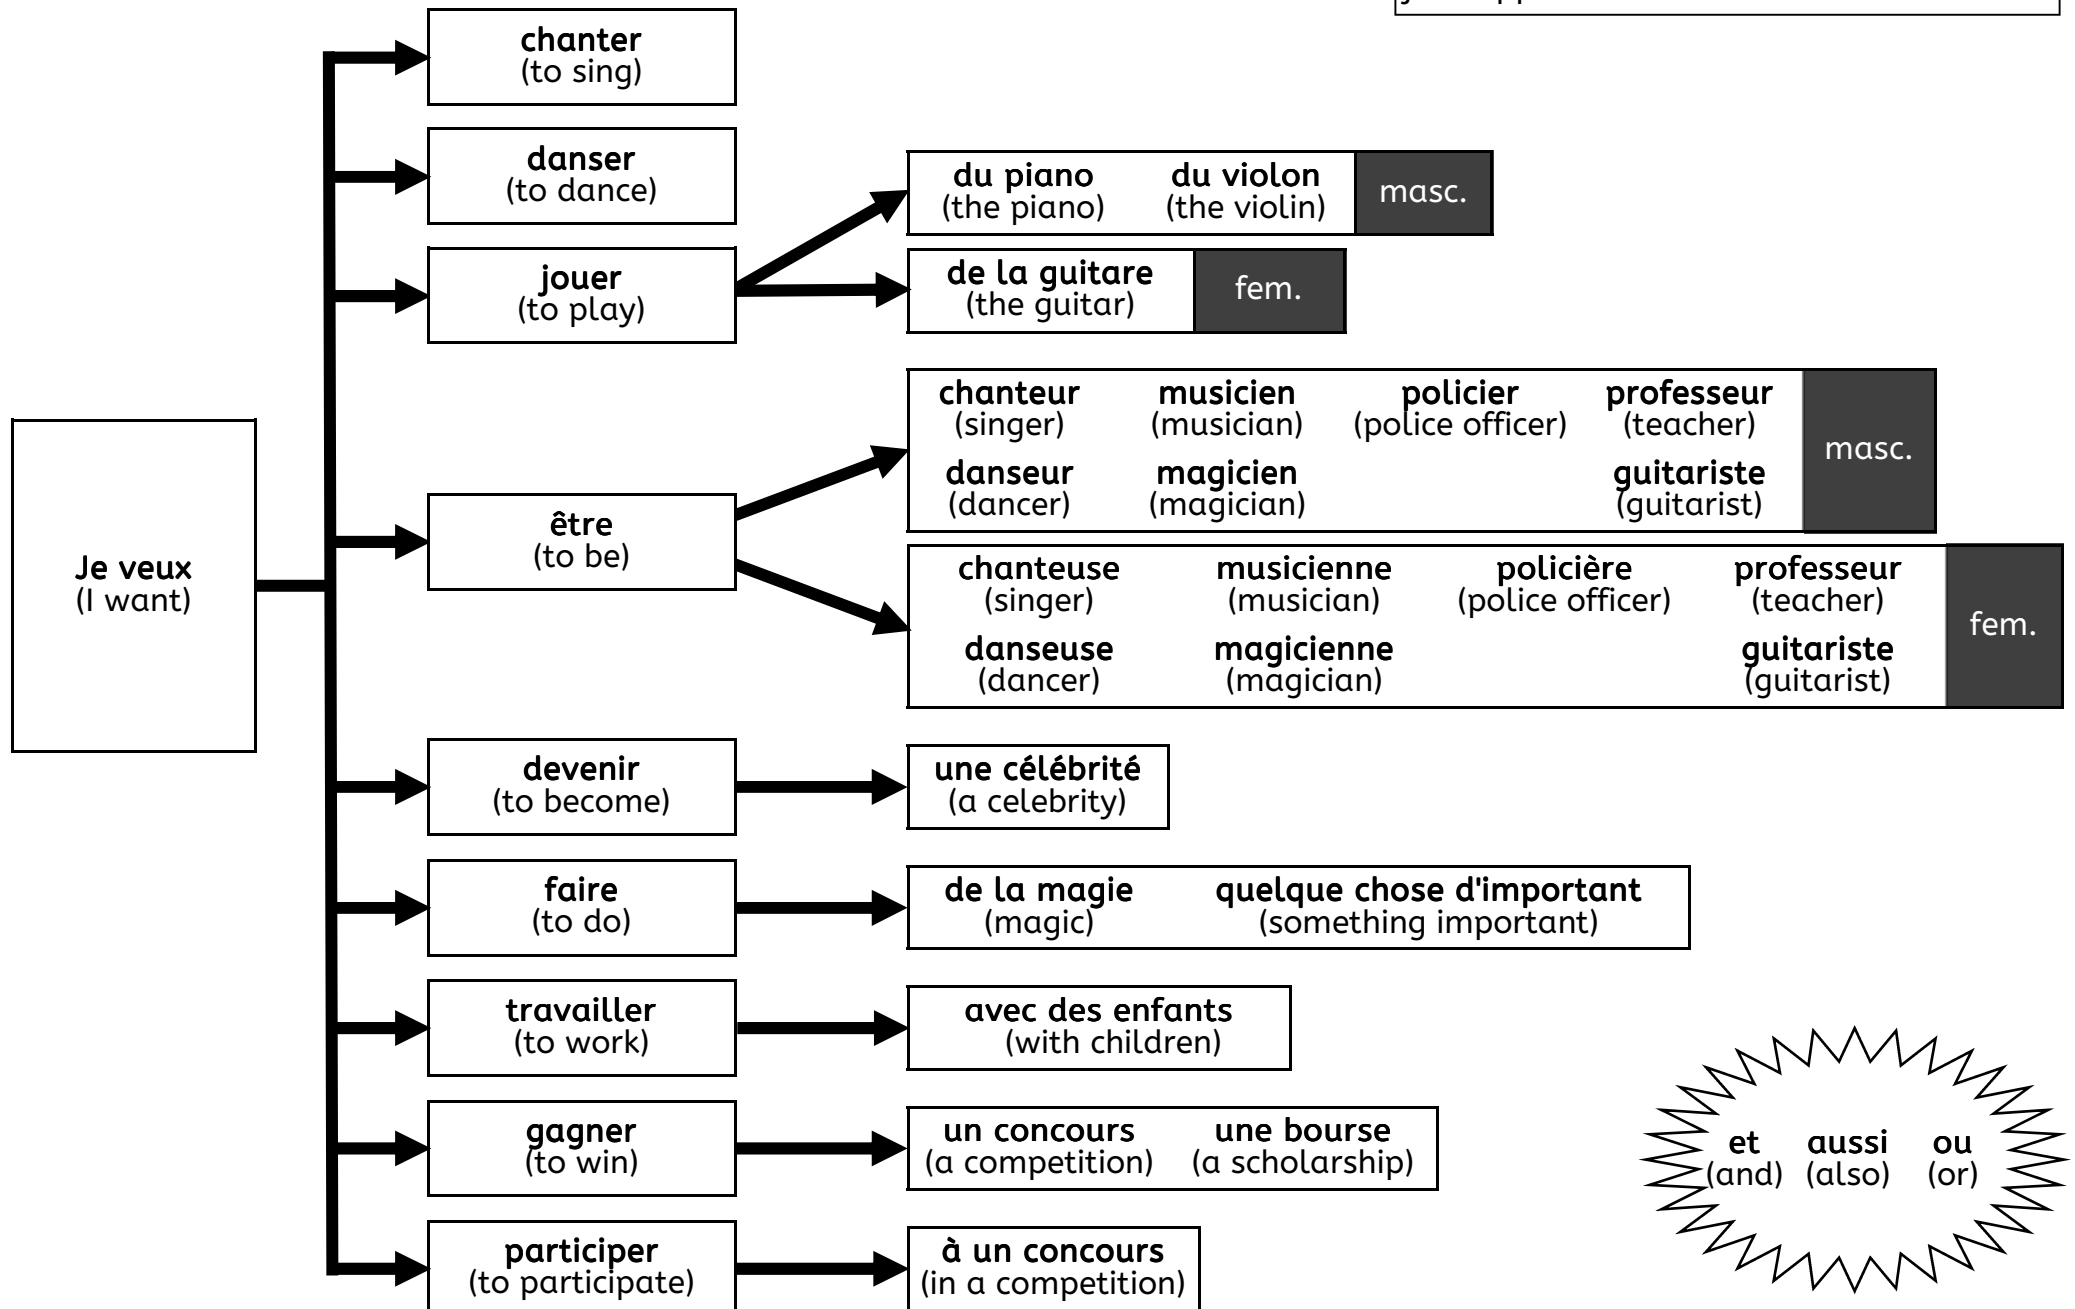 chanter
(to sing)
danser
(to dance)
du piano du violon
(the piano) (the violin)
masc.
jouer
(to play)
de la guitare
(the guitar)
fem.
chanteur musicien policier professeur
(singer) (musician) (police officer) (teacher)
danseur magicien guitariste
(dancer) (magician) (guitarist)
masc.
Je veux
(I want)
être
(to be)
chanteuse musicienne policière professeur
(singer) (musician) (police officer) (teacher)
danseuse magicienne guitariste
(dancer) (magician) (guitarist)
fem.
devenir
(to become)
une célébrité
(a celebrity)
faire
(to do)
de la magie quelque chose d'important
(magic) (something important)
travailler
(to work)
avec des enfants
(with children)
gagner
(to win)
un concours une bourse
(a competition) (a scholarship)
et aussi ou
(and) (also) (or)
participer
(to participate)
à un concours
(in a competition)